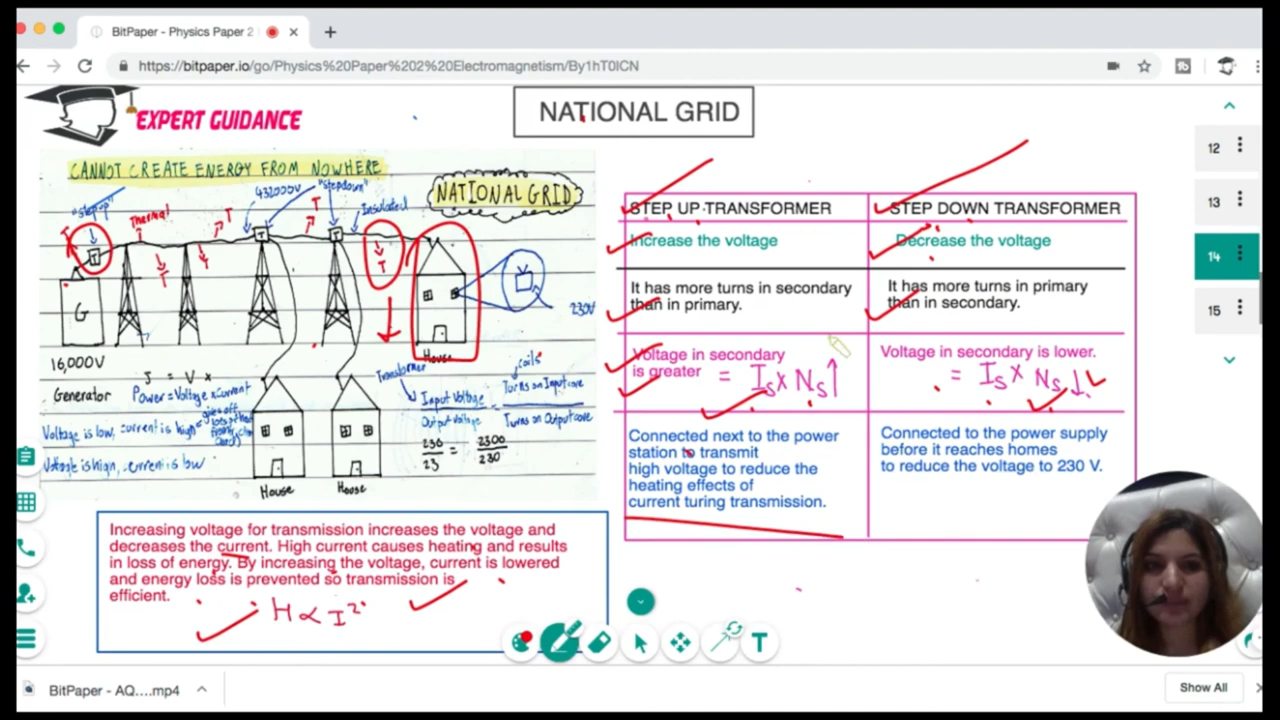 BitPaper - Physics Paper 2
https://bitpaper.io/go/Physics%20Paper%202%20Electromagnetism/By1hT0ICN
EXPERT GUIDANCE
NATIONAL GRID
CANNOT CREATE ENERGY FROM NOWHERE
"step up"
Thermal
T
T
T
T
T
432000V
"stepdown"
Insulated
NATIONAL GRID
T
T
T
T
G
House
230V
16,000V
Generator
J = V x
Power = Voltage x Current
Voltage is low, current is high =
Voltage is high, current is low
House
House
Transformer
Input Voltage
Output Voltage
=
coils
Turns on Input core
Turns on Output core
230
23
=
2300
230
Increasing voltage for transmission increases the voltage and
decreases the current. High current causes heating and results
in loss of energy. By increasing the voltage, current is lowered
and energy loss is prevented so transmission is
efficient.
H ∝ I²
STEP UP TRANSFORMER
STEP DOWN TRANSFORMER
Increase the voltage
Decrease the voltage
It has more turns in secondary
than in primary.
It has more turns in primary
than in secondary.
Voltage in secondary
is greater = Is x Ns ↑
Voltage in secondary is lower.
= Is x Ns ↓
Connected next to the power
station to transmit
high voltage to reduce the
heating effects of
current turing transmission.
Connected to the power supply
before it reaches homes
to reduce the voltage to 230 V.
12
13
14
15
T
BitPaper - AQ....mp4
Show All